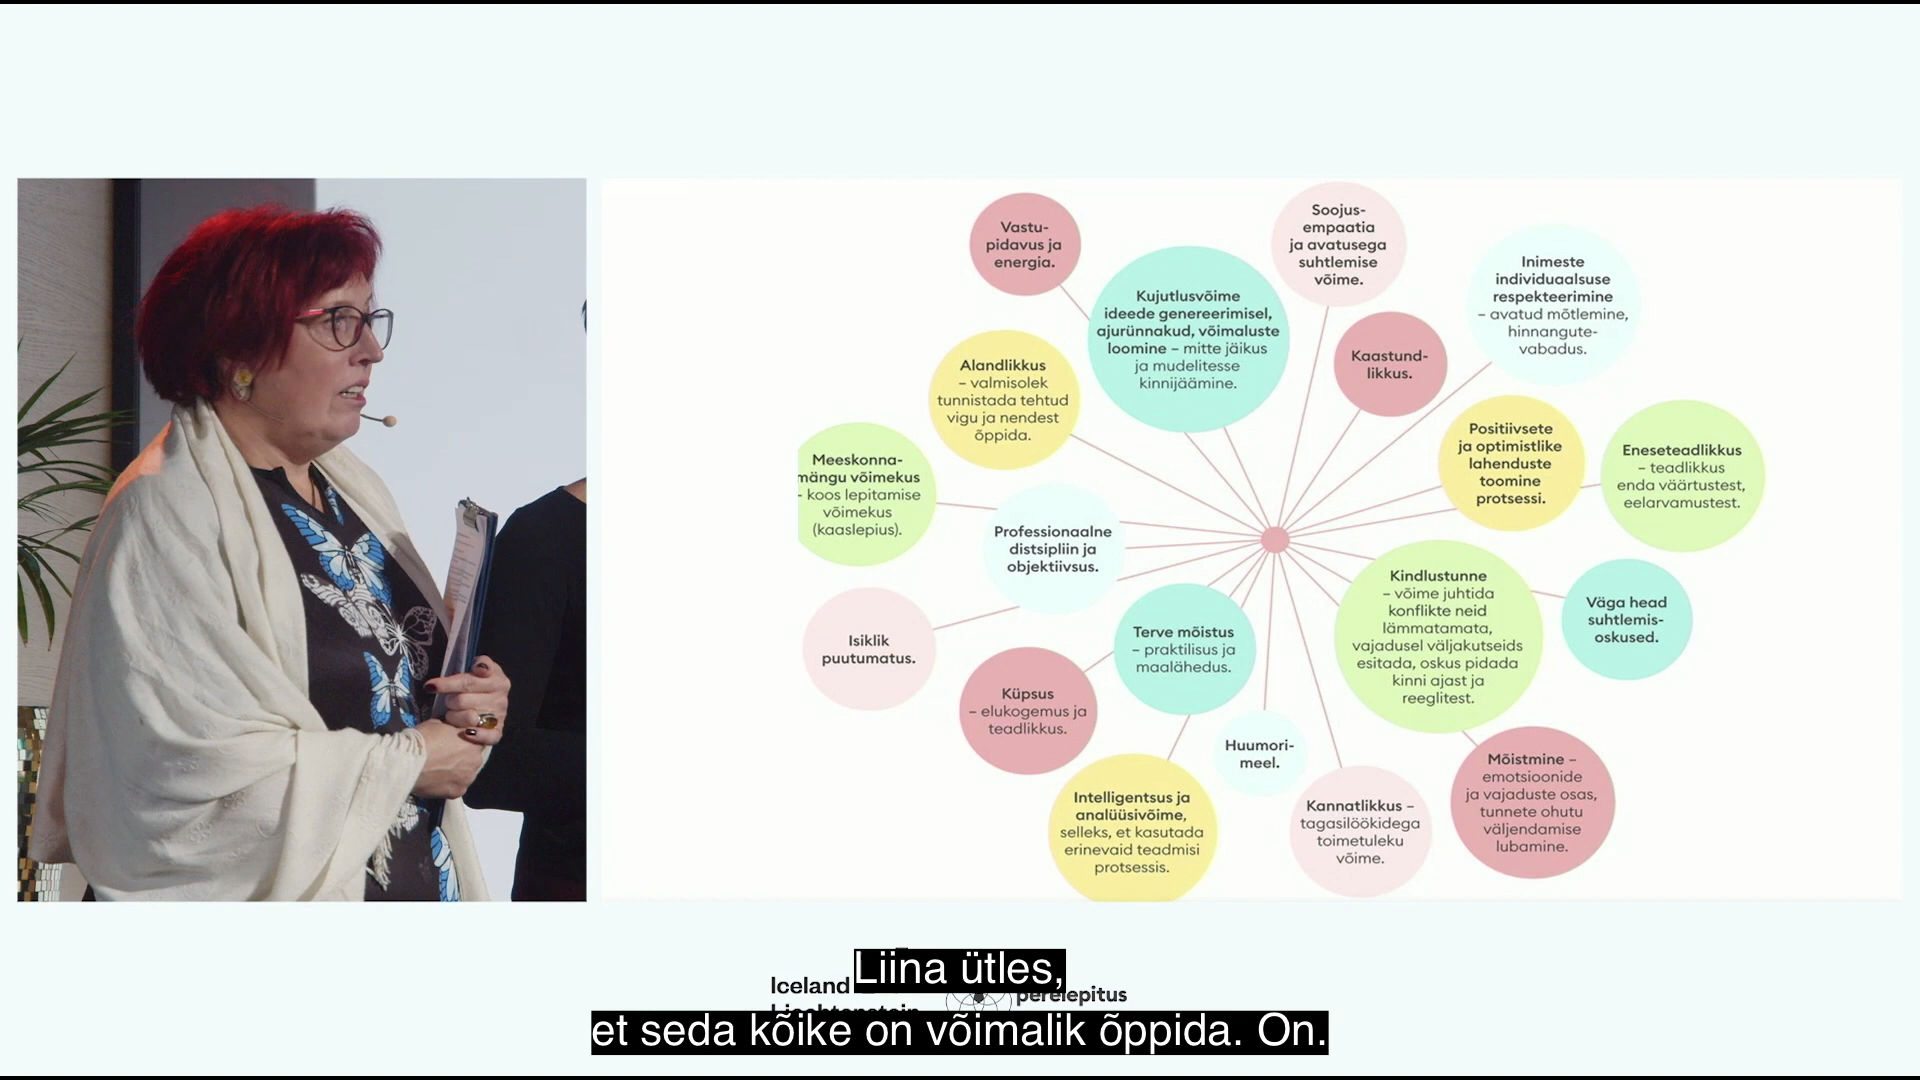 Vastu-
pidavus ja
energia.
Soojus-
empaatia
ja avatusega
suhtlemise
võime.
Inimeste
individuaalsuse
respekteerimine
– avatud mõtlemine,
hinnangute-
vabadus.
Kujutlusvõime
ideede genereerimisel,
ajurünnakud, võimaluste
loomine – mitte jäikus
ja mudelitesse
kinnijäämine.
Kaastund-
likkus.
Alandlikkus
– valmisolek
tunnistada tehtud
vigu ja nendest
õppida.
Positiivsete
ja optimistlike
lahenduste
toomine
protsessi.
Eneseteadlikkus
– teadlikkus
enda väärtustest,
eelarvamustest.
Meeskonna-
mängu võimekus
– koos lepitamise
võimekus
(kaaslepius).
Professionaalne
distsipliin ja
objektiivsus.
Kindlustunne
– võime juhtida
konflikte neid
lämmatamata,
vajadusel väljakutseid
esitada, oskus pidada
kinni ajast ja
reeglitest.
Väga head
suhtlemis-
oskused.
Isiklik
puutumatus.
Terve mõistus
– praktilisus ja
maalähedus.
Küpsus
– elukogemus ja
teadlikkus.
Huumori-
meel.
Intelligentsus ja
analüüsivõime,
selleks, et kasutada
erinevaid teadmisi
protsessis.
Kannatlikkus –
tagasilöökidega
toimetuleku
võime.
Mõistmine –
emotsioonide
ja vajaduste osas,
tunnete ohutu
väljendamise
lubamine.
Iceland
perelepitus
Liina ütles,
et seda kõike on võimalik õppida. On.